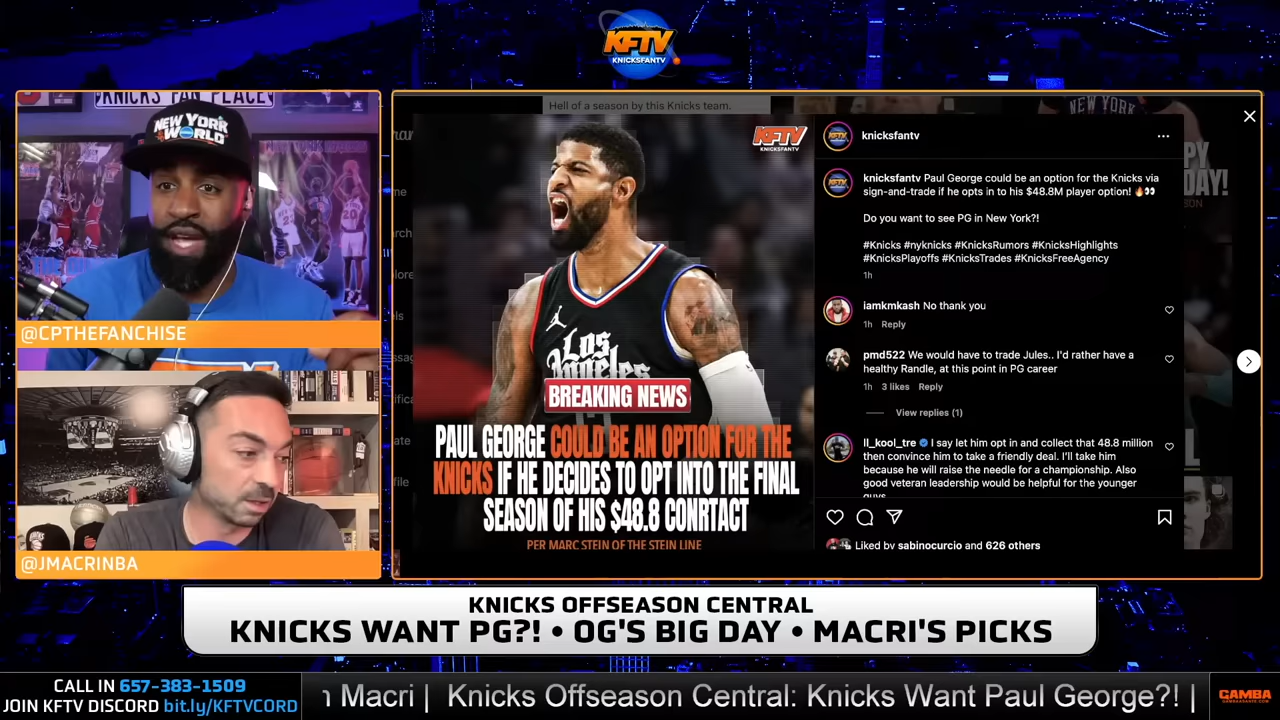 KFTV
KNICKSFANTV
KNICKS FAN PLACE
NEW YORK
WORLD
@CPTHEFANCHISE
@JMACRINBA
Hell of a season by this Knicks team.
NEW YORK
KFTV
KNICKSFANTV
Los
Angeles
BREAKING NEWS
PAUL GEORGE COULD BE AN OPTION FOR THE
KNICKS IF HE DECIDES TO OPT INTO THE FINAL
SEASON OF HIS $48.8 CONRTACT
PER MARC STEIN OF THE STEIN LINE
knicksfantv
knicksfantv Paul George could be an option for the Knicks via
sign-and-trade if he opts in to his $48.8M player option! 🔥👀
Do you want to see PG in New York?!
#Knicks #nyknicks #KnicksRumors #KnicksHighlights
#KnicksPlayoffs #KnicksTrades #KnicksFreeAgency
1h
iamkmkash No thank you
1h Reply
pmd522 We would have to trade Jules.. I'd rather have a
healthy Randle, at this point in PG career
1h 3 likes Reply
View replies (1)
ll_kool_tre I say let him opt in and collect that 48.8 million
then convince him to take a friendly deal. I'll take him
because he will raise the needle for a championship. Also
good veteran leadership would be helpful for the younger
guys
Liked by sabinocurcio and 626 others
KNICKS OFFSEASON CENTRAL
KNICKS WANT PG?! • OG'S BIG DAY • MACRI'S PICKS
CALL IN 657-383-1509
JOIN KFTV DISCORD bit.ly/KFTVCORD
n Macri | Knicks Offseason Central: Knicks Want Paul George?! |
GAMBA